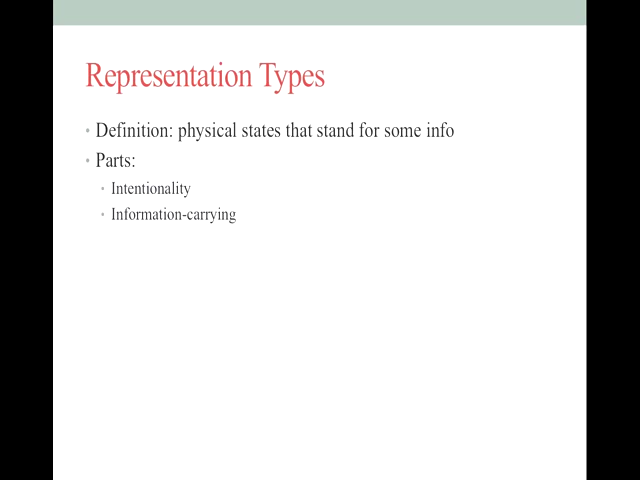 Representation Types
• Definition: physical states that stand for some info
• Parts:
• Intentionality
• Information-carrying